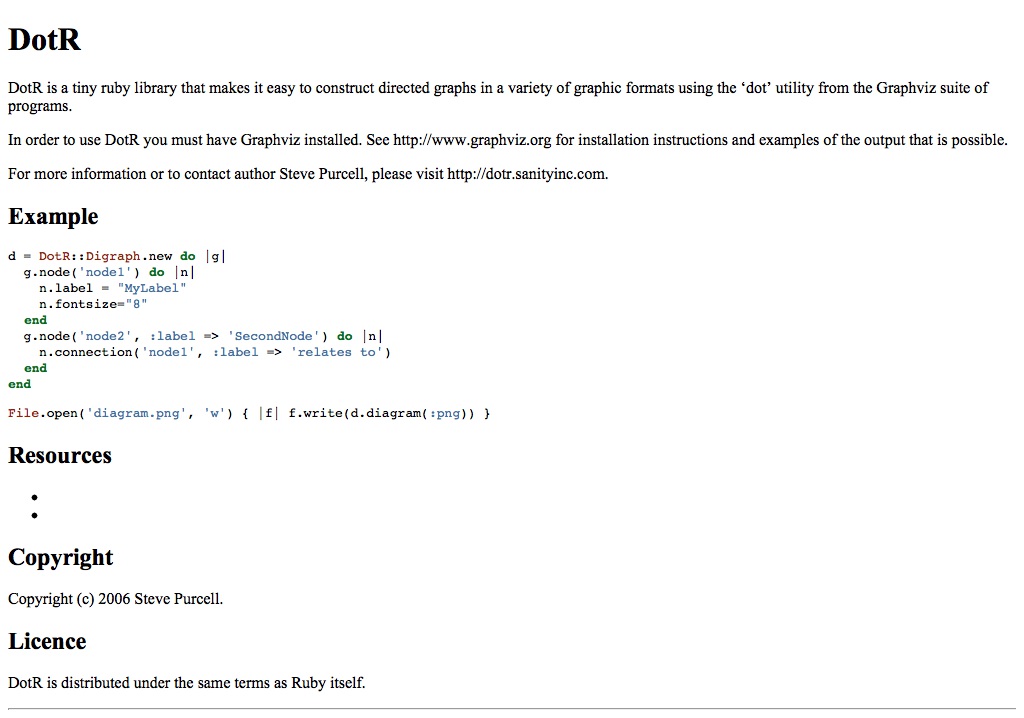 DotR
DotR is a tiny ruby library that makes it easy to construct directed graphs in a variety of graphic formats using the ‘dot’ utility from the Graphviz suite of
programs.
In order to use DotR you must have Graphviz installed. See http://www.graphviz.org for installation instructions and examples of the output that is possible.
For more information or to contact author Steve Purcell, please visit http://dotr.sanityinc.com.
Example
d = DotR::Digraph.new do |g|
  g.node('node1') do |n|
    n.label = "MyLabel"
    n.fontsize="8"
  end
  g.node('node2', :label => 'SecondNode') do |n|
    n.connection('node1', :label => 'relates to')
  end
end
File.open('diagram.png', 'w') { |f| f.write(d.diagram(:png)) }
Resources
Copyright
Copyright (c) 2006 Steve Purcell.
Licence
DotR is distributed under the same terms as Ruby itself.